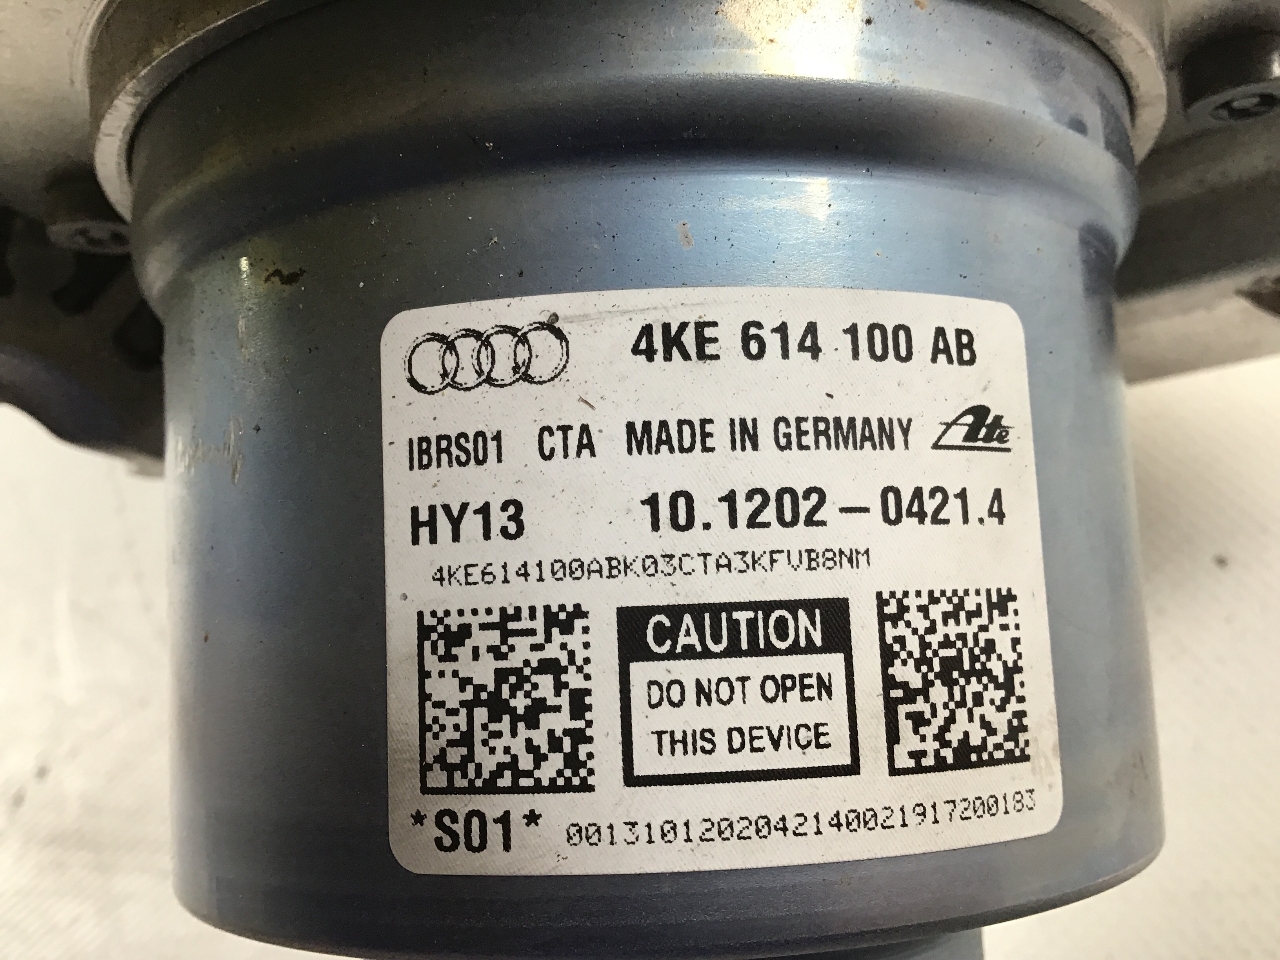 4KE 614 100 AB
IBRS01 CTA MADE IN GERMANY Ate
HY13 10.1202-0421.4
4KE614100ABK03CTA3KFVB8NM
CAUTION
DO NOT OPEN
THIS DEVICE
*S01* 0013101202042140021917200183